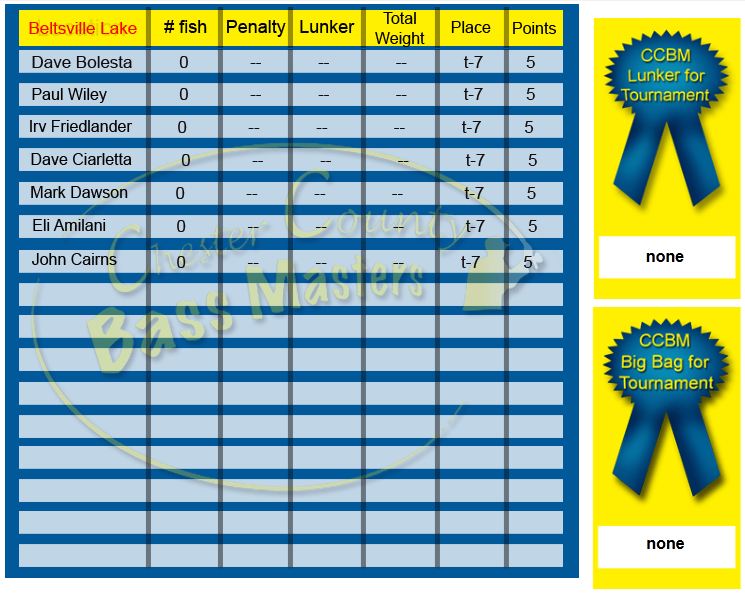 Beltsville Lake # fish Penalty Lunker Total Weight Place Points
Dave Bolesta 0 -- -- -- t-7 5
Paul Wiley 0 -- -- -- t-7 5
Irv Friedlander 0 -- -- -- t-7 5
Dave Ciarletta 0 -- -- -- t-7 5
Mark Dawson 0 -- -- -- t-7 5
Eli Amilani 0 -- -- -- t-7 5
John Cairns 0 -- -- -- t-7 5
Chester County
Bass Masters
CCBM
Lunker for
Tournament
none
CCBM
Big Bag for
Tournament
none